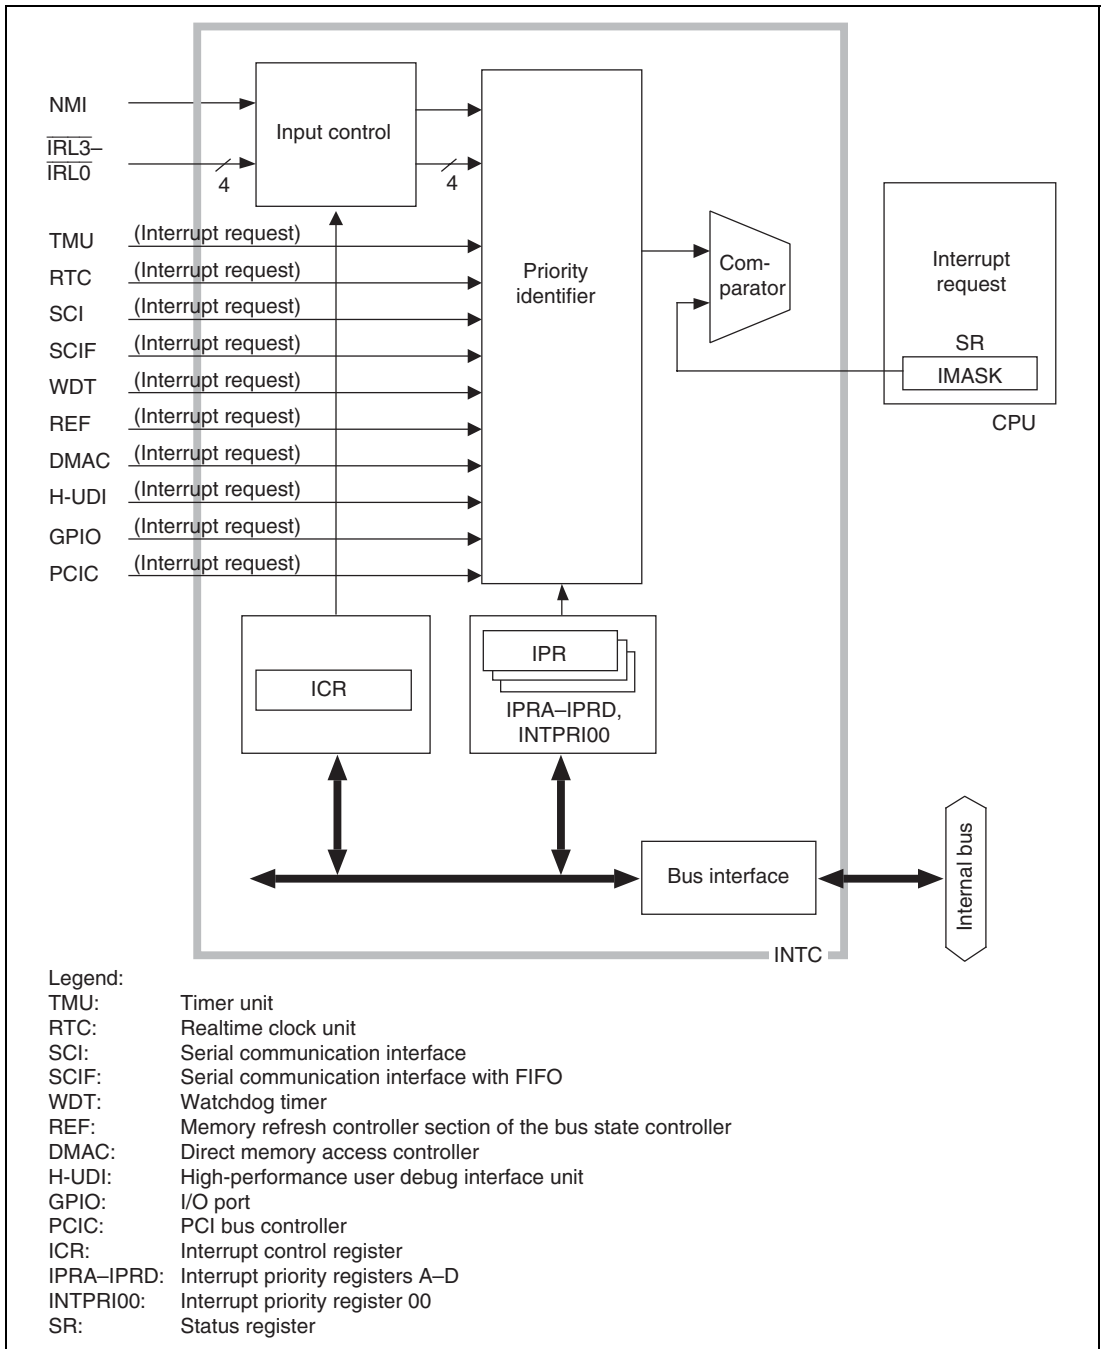 NMI
IRL3–
IRL0
4
Input control
4
TMU (Interrupt request)
RTC (Interrupt request)
SCI (Interrupt request)
SCIF (Interrupt request)
WDT (Interrupt request)
REF (Interrupt request)
DMAC (Interrupt request)
H-UDI (Interrupt request)
GPIO (Interrupt request)
PCIC (Interrupt request)
Priority
identifier
Com-
parator
Interrupt
request
SR
IMASK
CPU
ICR
IPR
IPRA–IPRD,
INTPRI00
Bus interface
Internal bus
INTC
Legend:
TMU: Timer unit
RTC: Realtime clock unit
SCI: Serial communication interface
SCIF: Serial communication interface with FIFO
WDT: Watchdog timer
REF: Memory refresh controller section of the bus state controller
DMAC: Direct memory access controller
H-UDI: High-performance user debug interface unit
GPIO: I/O port
PCIC: PCI bus controller
ICR: Interrupt control register
IPRA–IPRD: Interrupt priority registers A–D
INTPRI00: Interrupt priority register 00
SR: Status register